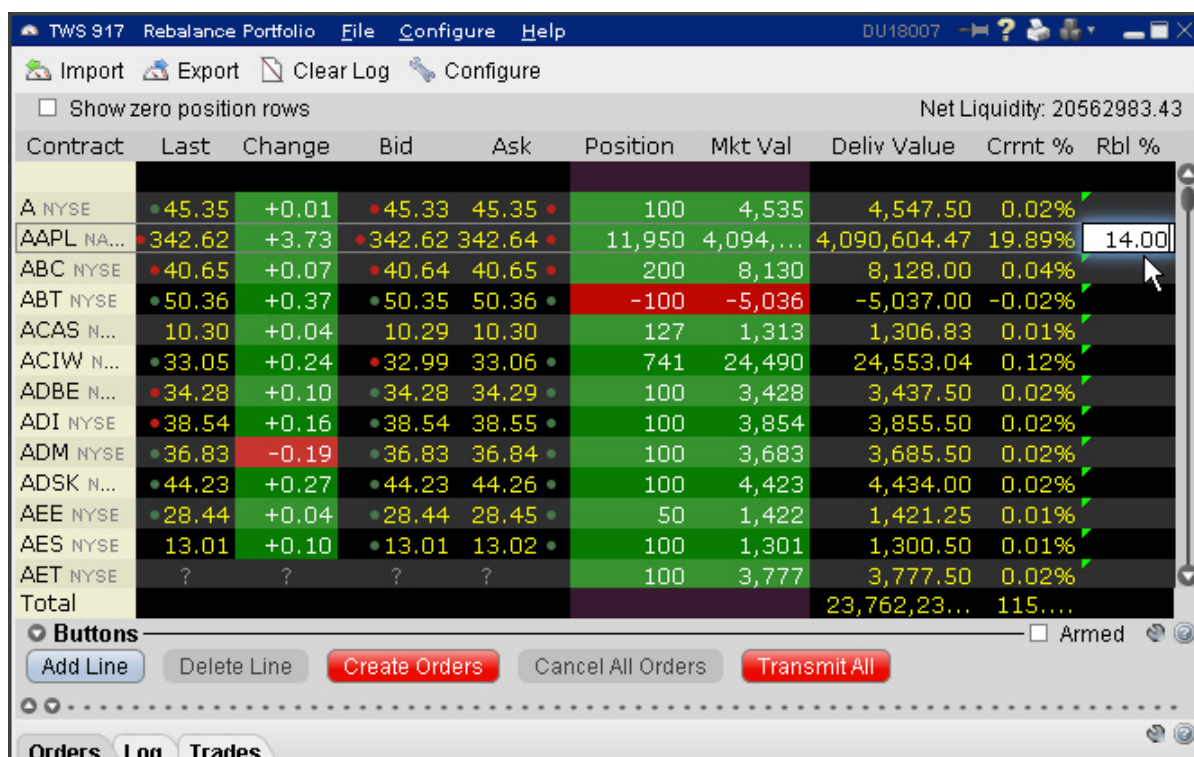 TWS 917 Rebalance Portfolio File Configure Help DU18007 ?
Import Export Clear Log Configure
Show zero position rows Net Liquidity: 20562983.43
Contract Last Change Bid Ask Position Mkt Val Deliv Value Crrnt % Rbl %
A NYSE 45.35 +0.01 45.33 45.35 100 4,535 4,547.50 0.02%
AAPL NA... 342.62 +3.73 342.62 342.64 11,950 4,094,... 4,090,604.47 19.89% 14.00
ABC NYSE 40.65 +0.07 40.64 40.65 200 8,130 8,128.00 0.04%
ABT NYSE 50.36 +0.37 50.35 50.36 -100 -5,036 -5,037.00 -0.02%
ACAS N... 10.30 +0.04 10.29 10.30 127 1,313 1,306.83 0.01%
ACIW N... 33.05 +0.24 32.99 33.06 741 24,490 24,553.04 0.12%
ADBE N... 34.28 +0.10 34.28 34.29 100 3,428 3,437.50 0.02%
ADI NYSE 38.54 +0.16 38.54 38.55 100 3,854 3,855.50 0.02%
ADM NYSE 36.83 -0.19 36.83 36.84 100 3,683 3,685.50 0.02%
ADSK N... 44.23 +0.27 44.23 44.26 100 4,423 4,434.00 0.02%
AEE NYSE 28.44 +0.04 28.44 28.45 50 1,422 1,421.25 0.01%
AES NYSE 13.01 +0.10 13.01 13.02 100 1,301 1,300.50 0.01%
AET NYSE ? ? ? ? 100 3,777 3,777.50 0.02%
Total 23,762,23... 115....
Buttons Armed
Add Line Delete Line Create Orders Cancel All Orders Transmit All
Orders Log Trades